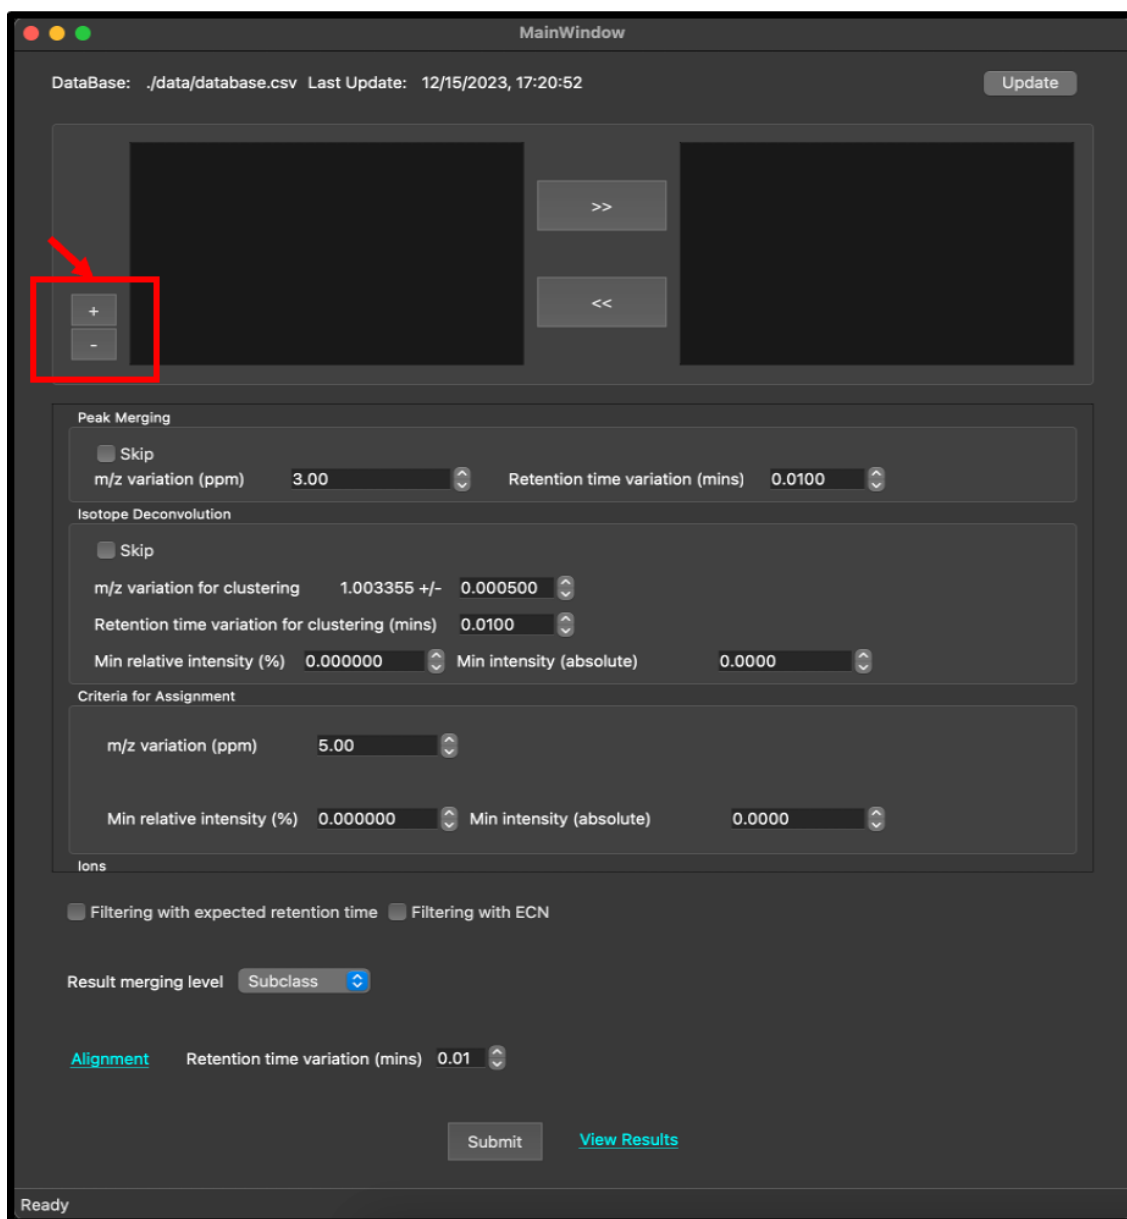 MainWindow
DataBase: ./data/database.csv Last Update: 12/15/2023, 17:20:52 Update
>>
<<
+
-
Peak Merging
Skip
m/z variation (ppm) 3.00 Retention time variation (mins) 0.0100
Isotope Deconvolution
Skip
m/z variation for clustering 1.003355 +/- 0.000500
Retention time variation for clustering (mins) 0.0100
Min relative intensity (%) 0.000000 Min intensity (absolute) 0.0000
Criteria for Assignment
m/z variation (ppm) 5.00
Min relative intensity (%) 0.000000 Min intensity (absolute) 0.0000
Ions
Filtering with expected retention time Filtering with ECN
Result merging level Subclass
Alignment Retention time variation (mins) 0.01
Submit View Results
Ready